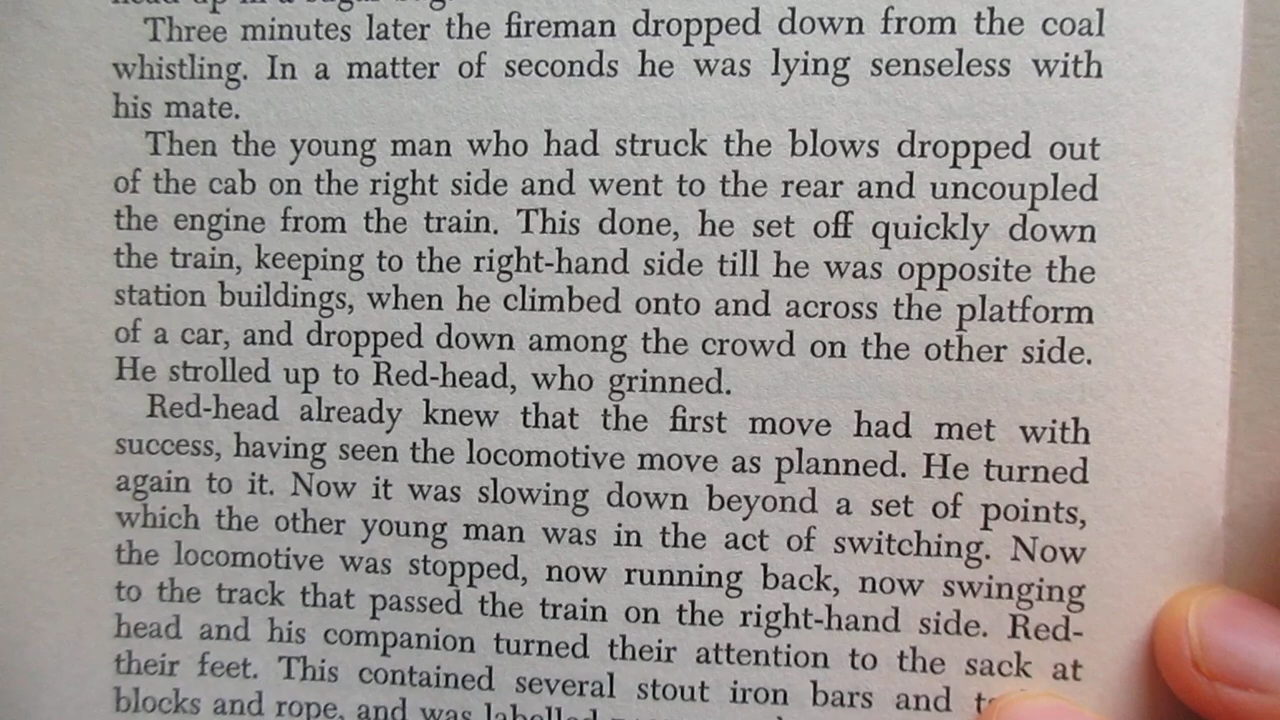 Three minutes later the fireman dropped down from the coal
whistling. In a matter of seconds he was lying senseless with
his mate.
Then the young man who had struck the blows dropped out
of the cab on the right side and went to the rear and uncoupled
the engine from the train. This done, he set off quickly down
the train, keeping to the right-hand side till he was opposite the
station buildings, when he climbed onto and across the platform
of a car, and dropped down among the crowd on the other side.
He strolled up to Red-head, who grinned.
Red-head already knew that the first move had met with
success, having seen the locomotive move as planned. He turned
again to it. Now it was slowing down beyond a set of points,
which the other young man was in the act of switching. Now
the locomotive was stopped, now running back, now swinging
to the track that passed the train on the right-hand side. Red-
head and his companion turned their attention to the sack at
their feet. This contained several stout iron bars and
blocks and rope, and was labelled